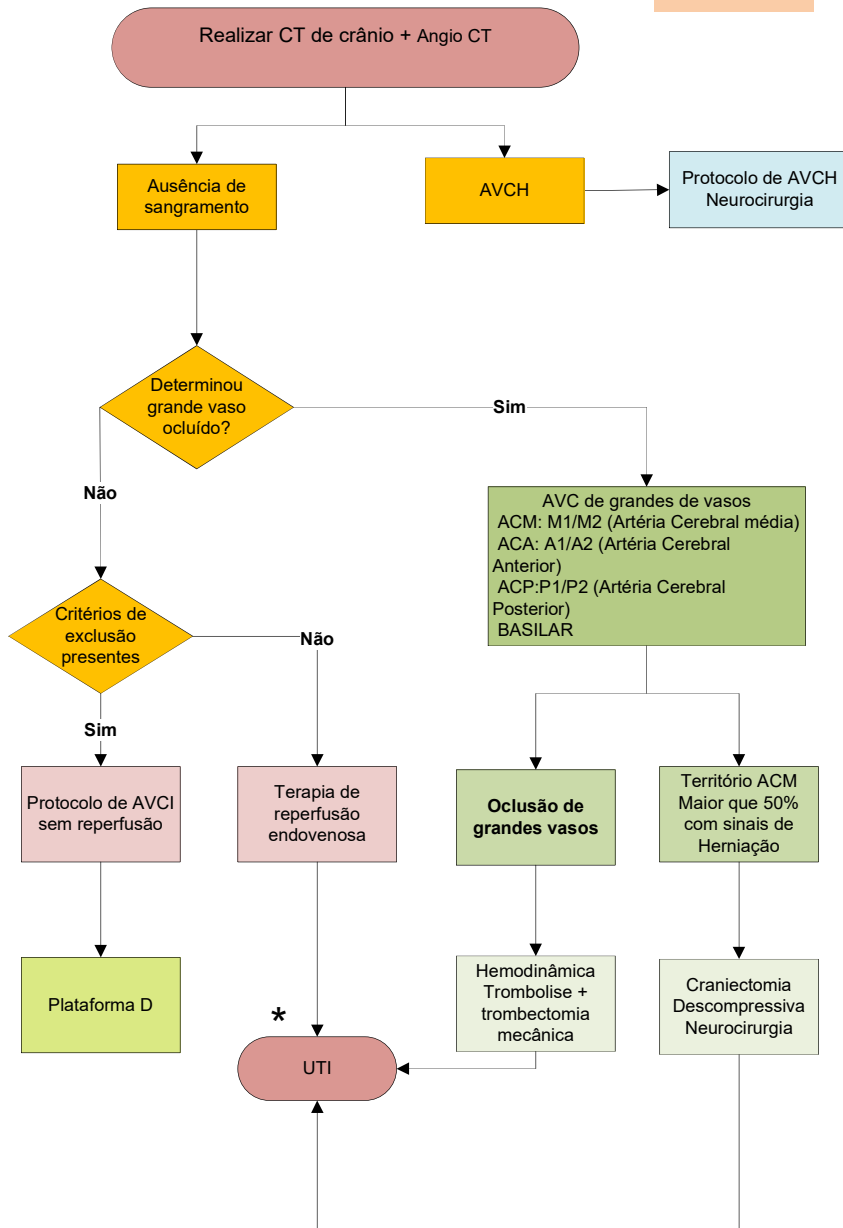 Realizar CT de crânio + Angio CT
Ausência de
sangramento
AVCH
Protocolo de AVCH
Neurocirurgia
Determinou
grande vaso
ocluído?
Sim
Não
AVC de grandes de vasos
ACM: M1/M2 (Artéria Cerebral média)
ACA: A1/A2 (Artéria Cerebral
Anterior)
ACP:P1/P2 (Artéria Cerebral
Posterior)
BASILAR
Critérios de
exclusão
presentes
Não
Sim
Protocolo de AVCI
sem reperfusão
Terapia de
reperfusão
endovenosa
Oclusão de
grandes vasos
Território ACM
Maior que 50%
com sinais de
Herniação
Plataforma D
Hemodinâmica
Trombolise +
trombectomia
mecânica
Craniectomia
Descompressiva
Neurocirurgia
*
UTI